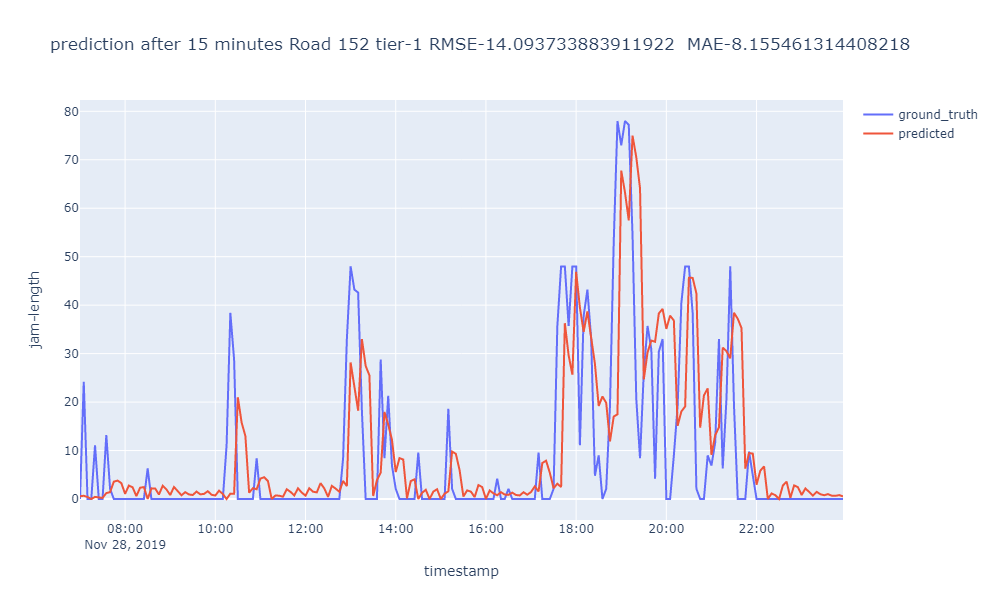 prediction after 15 minutes Road 152 tier-1 RMSE-14.093733883911922 MAE-8.155461314408218
ground_truth
predicted
80
70
60
50
40
30
20
10
0
jam-length
08:00 10:00 12:00 14:00 16:00 18:00 20:00 22:00
Nov 28, 2019
timestamp